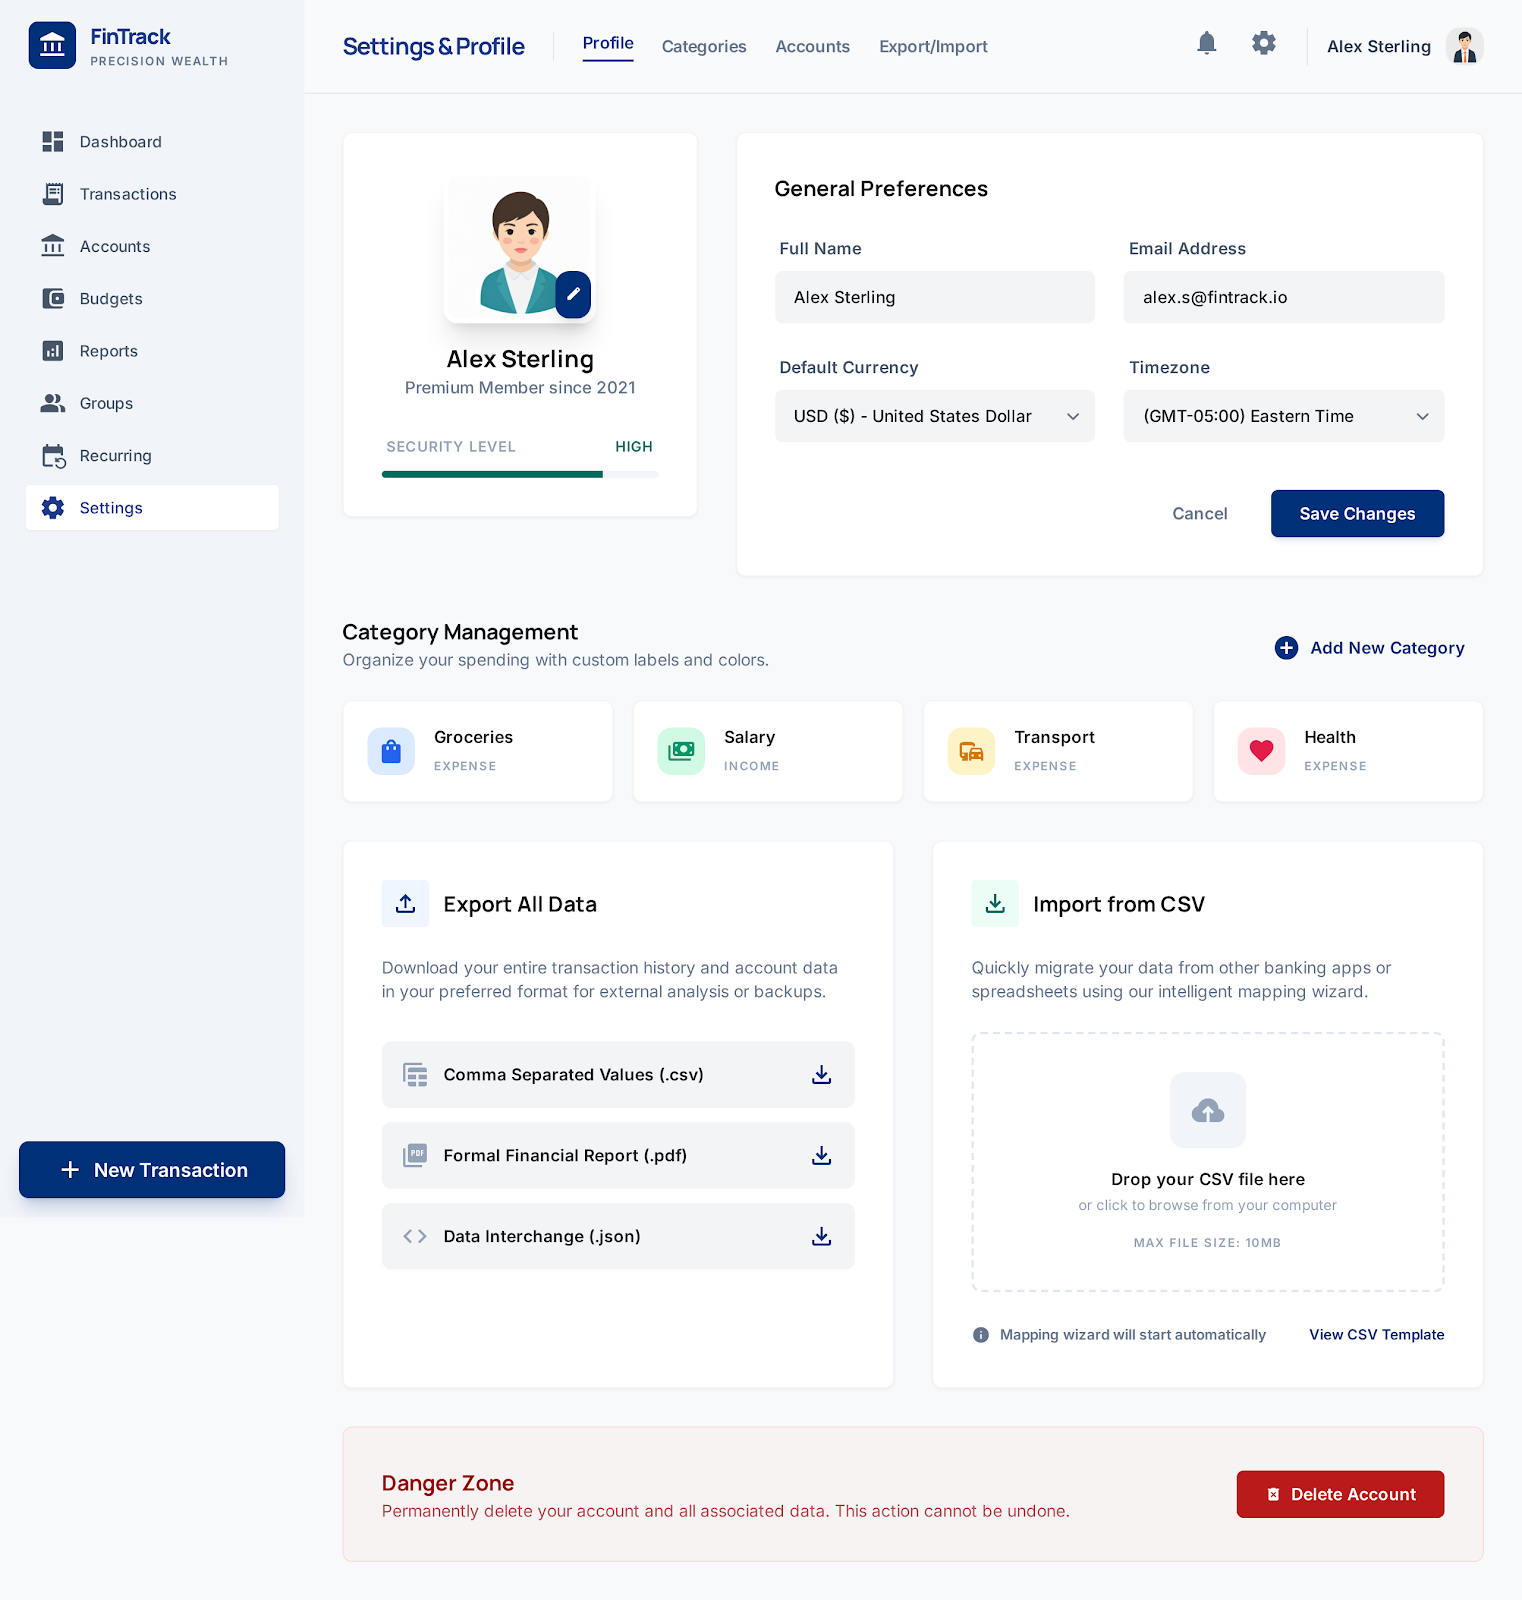 FinTrack
PRECISION WEALTH
Dashboard
Transactions
Accounts
Budgets
Reports
Groups
Recurring
Settings
New Transaction
Settings & Profile
Profile
Categories
Accounts
Export/Import
Alex Sterling
Alex Sterling
Premium Member since 2021
SECURITY LEVEL
HIGH
General Preferences
Full Name
Alex Sterling
Email Address
alex.s@fintrack.io
Default Currency
USD ($) - United States Dollar
Timezone
(GMT-05:00) Eastern Time
Cancel
Save Changes
Category Management
Organize your spending with custom labels and colors.
Add New Category
Groceries
EXPENSE
Salary
INCOME
Transport
EXPENSE
Health
EXPENSE
Export All Data
Download your entire transaction history and account data
in your preferred format for external analysis or backups.
Comma Separated Values (.csv)
PDF
Formal Financial Report (.pdf)
Data Interchange (.json)
Import from CSV
Quickly migrate your data from other banking apps or
spreadsheets using our intelligent mapping wizard.
Drop your CSV file here
or click to browse from your computer
MAX FILE SIZE: 10MB
Mapping wizard will start automatically
View CSV Template
Danger Zone
Permanently delete your account and all associated data. This action cannot be undone.
Delete Account